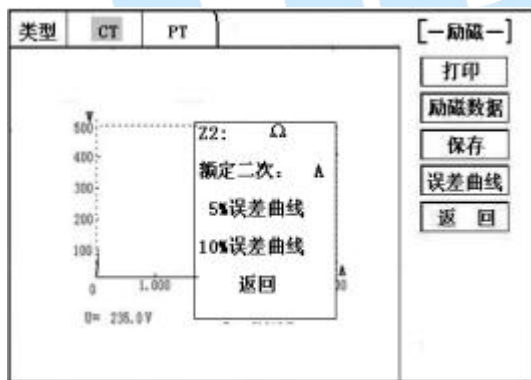 类型 CT PT
[—励磁—]
打印
励磁数据
保存
误差曲线
返 回
V
500
400
300
200
100
0 1.000
A
U= 236.0V
Z2: Ω
额定二次: A
5%误差曲线
10%误差曲线
返回